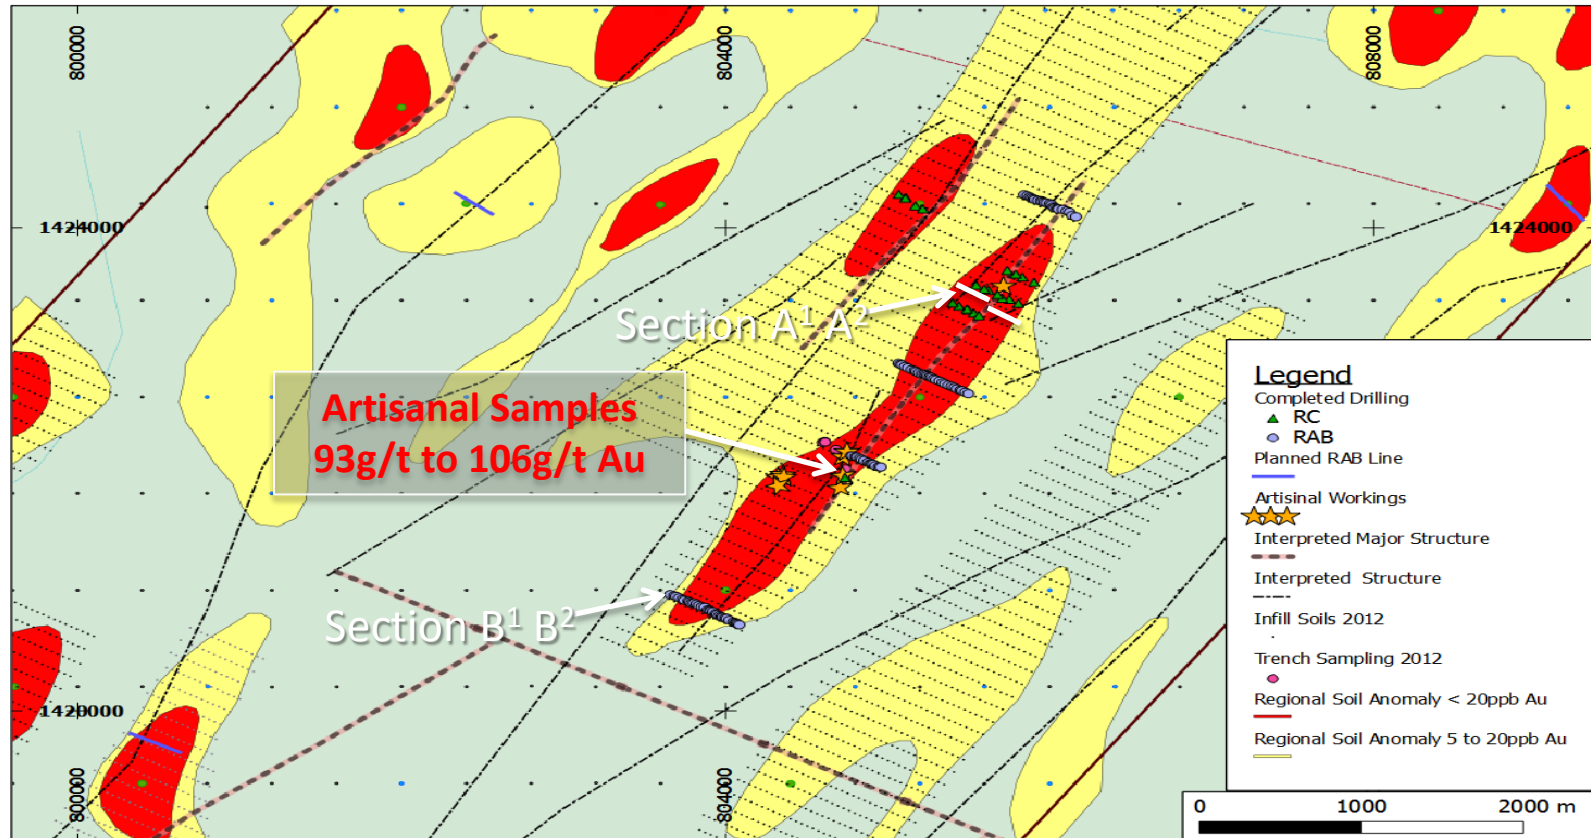 800000
804000
808000
1424000
1424000
Section A¹ A²
Artisanal Samples
93g/t to 106g/t Au
Section B¹ B²
1420000
800000
804000
Legend
Completed Drilling
RC
RAB
Planned RAB Line
Artisinal Workings
Interpreted Major Structure
Interpreted Structure
Infill Soils 2012
Trench Sampling 2012
Regional Soil Anomaly < 20ppb Au
Regional Soil Anomaly 5 to 20ppb Au
0 1000 2000 m